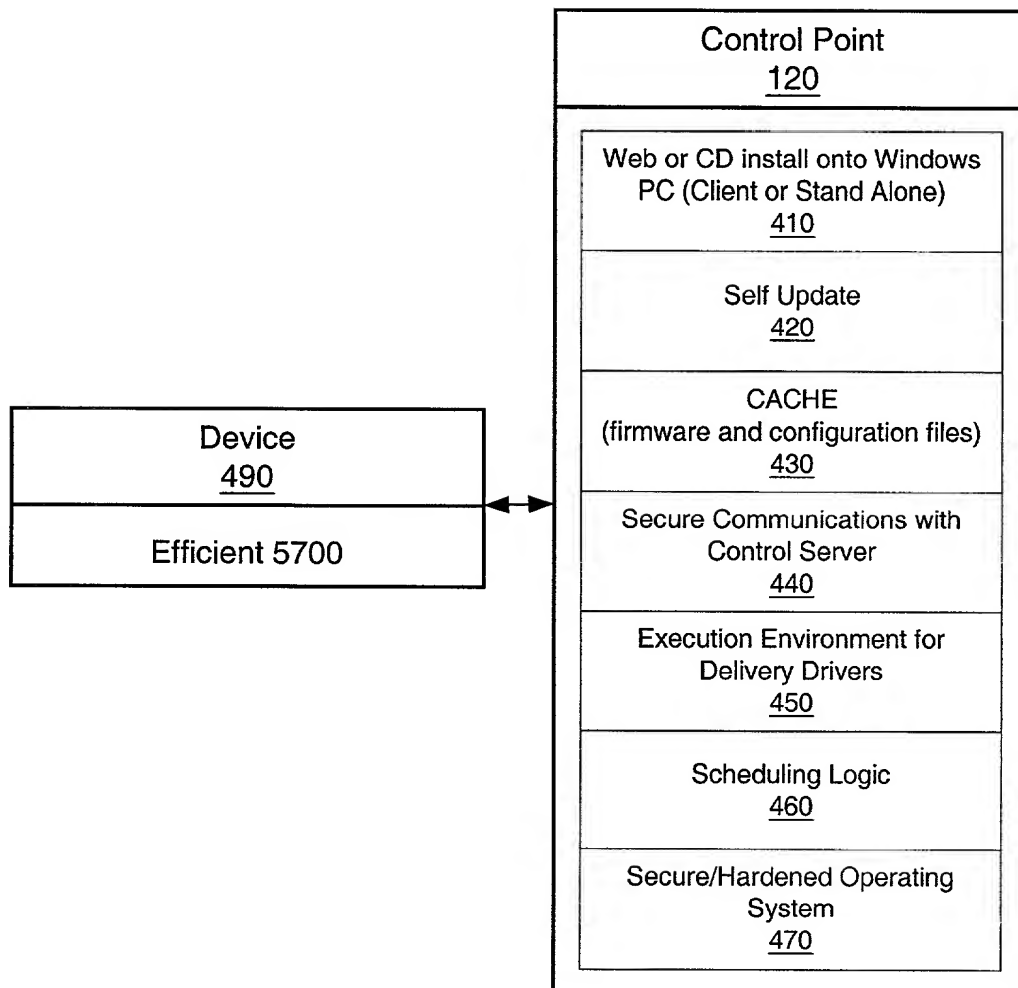 Control Point
120
Web or CD install onto Windows
PC (Client or Stand Alone)
410
Self Update
420
CACHE
(firmware and configuration files)
430
Secure Communications with
Control Server
440
Execution Environment for
Delivery Drivers
450
Scheduling Logic
460
Secure/Hardened Operating
System
470
Device
490
Efficient 5700